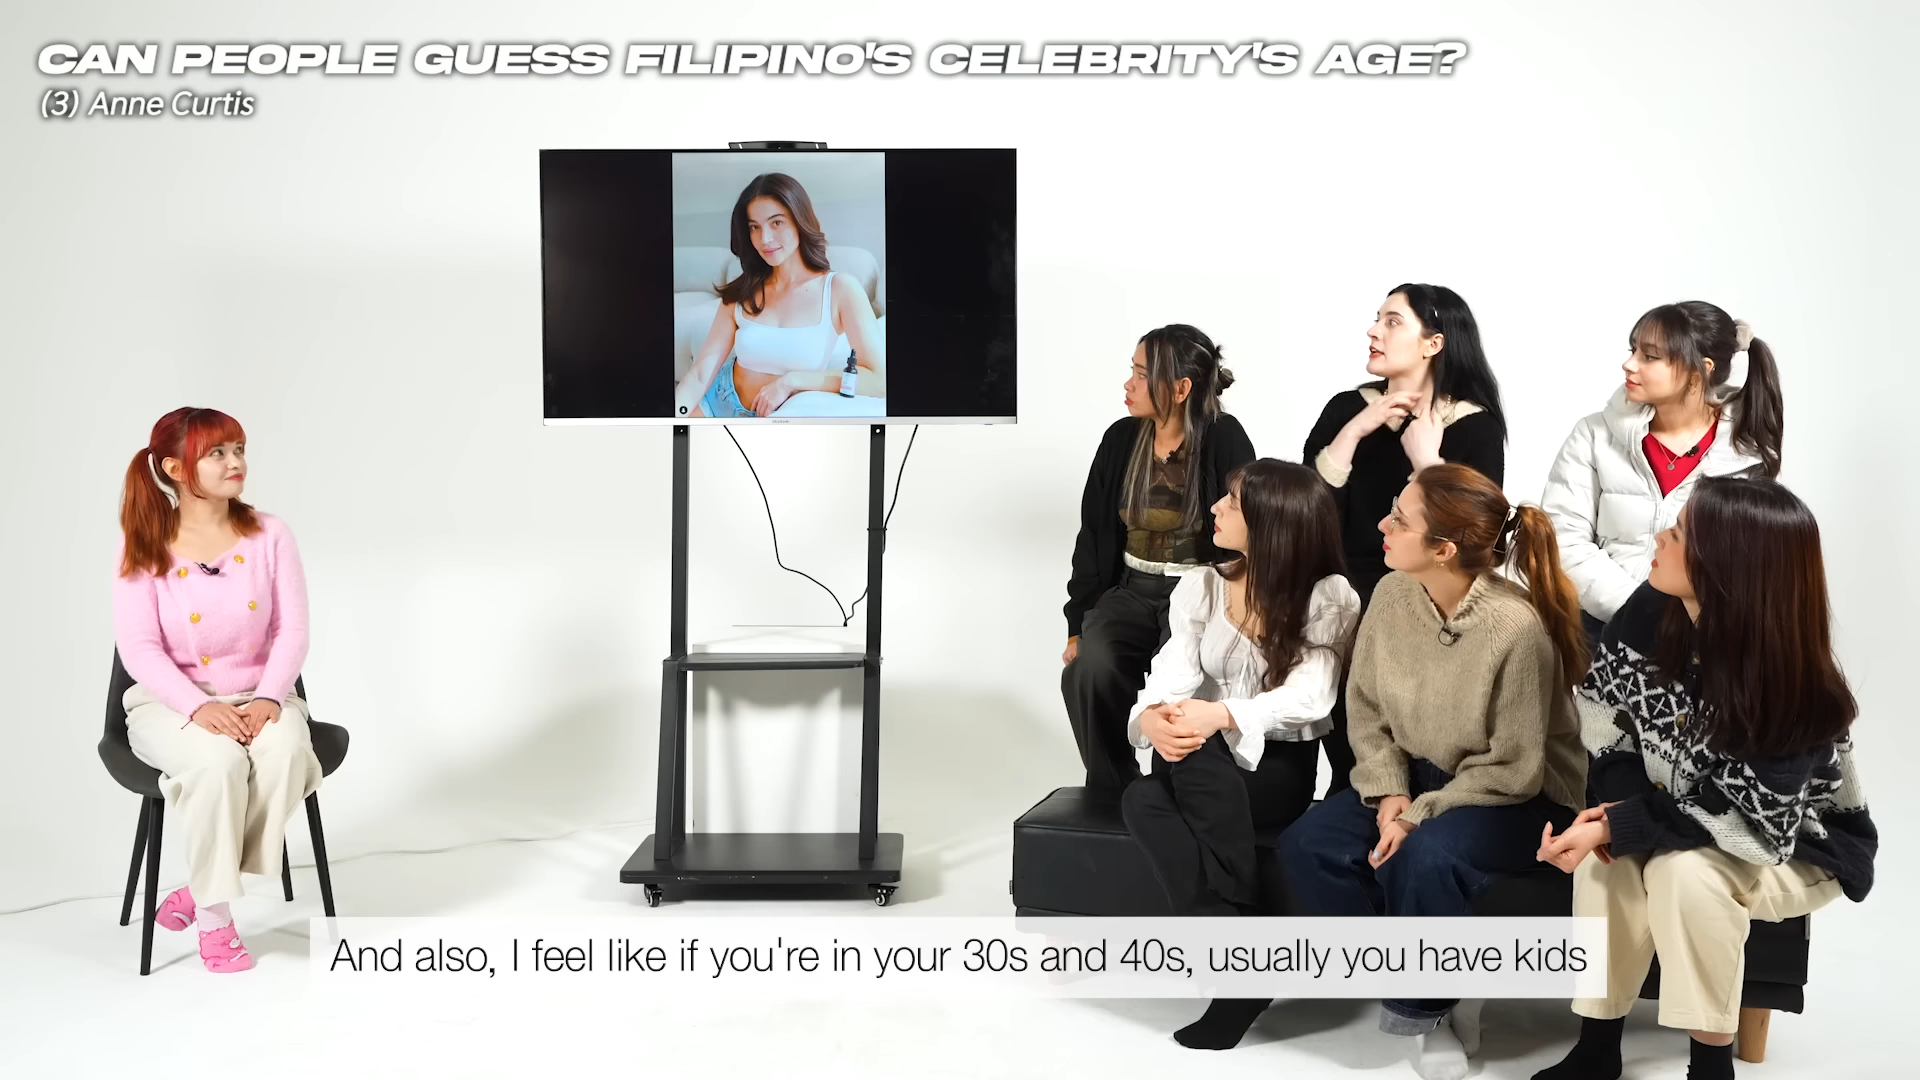 CAN PEOPLE GUESS FILIPINO'S CELEBRITY'S AGE?
(3) Anne Curtis
And also, I feel like if you're in your 30s and 40s, usually you have kids